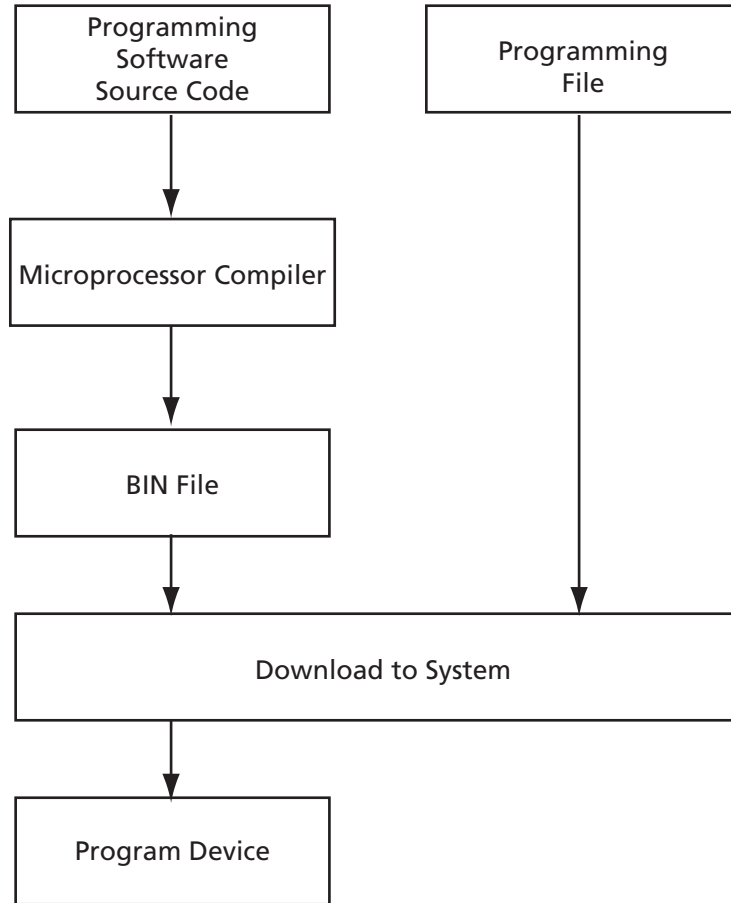 Programming
Software
Source Code
Programming
File
Microprocessor Compiler
BIN File
Download to System
Program Device